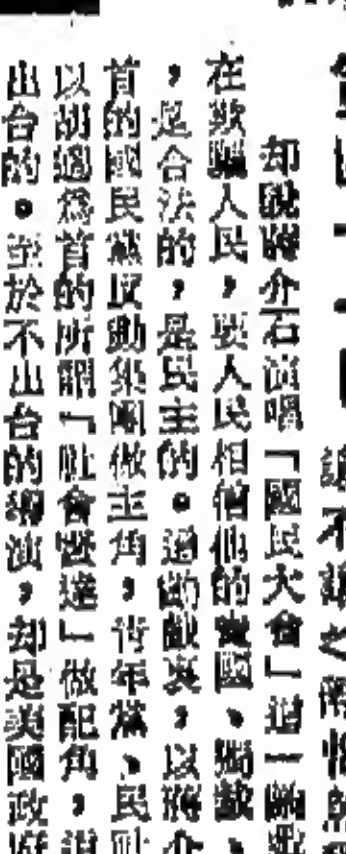 却說蔣介石演唱「國民大會」這一齣
在欺騙人民，要人民相信他的賣國、獨裁、
，是合法的，是民主的。這齣戲裏，以蔣介
首的國民黨反動集團做主角，青年黨、民社
以胡適爲首的所謂「社會賢達」做配角，
出台的。至於不出台的導演，却是美國政府